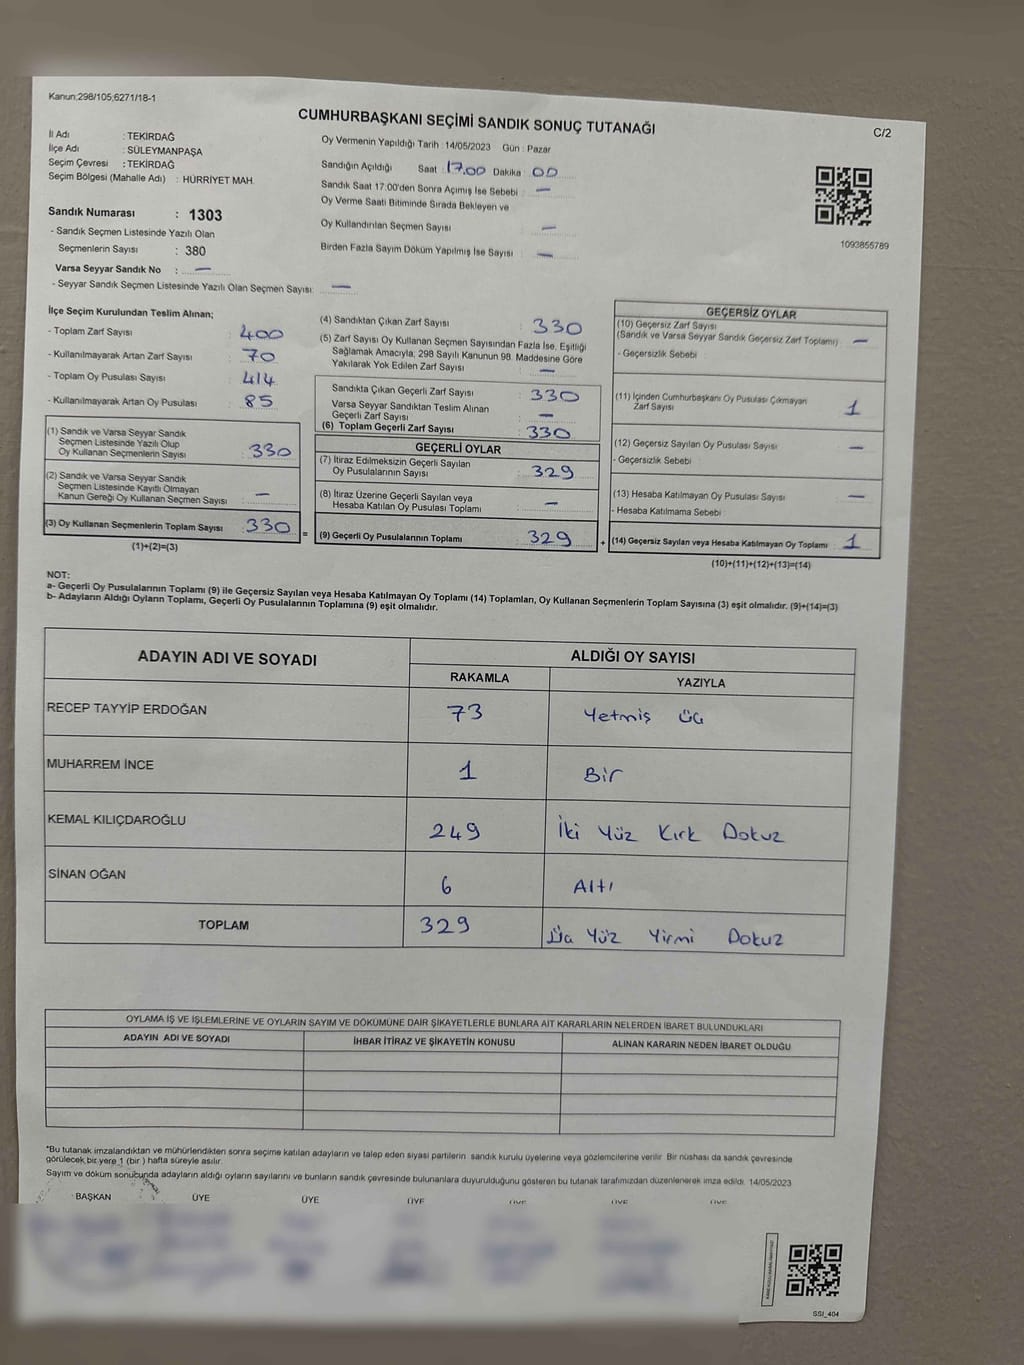 Kanun;298/105;6271/18-1
CUMHURBAŞKANI SEÇİMİ SANDIK SONUÇ TUTANAĞI
C/2
İl Adı : TEKİRDAĞ
İlçe Adı : SÜLEYMANPAŞA
Seçim Çevresi : TEKİRDAĞ
Seçim Bölgesi (Mahalle Adı) : HÜRRİYET MAH.
Sandık Numarası : 1303
- Sandık Seçmen Listesinde Yazılı Olan
Seçmenlerin Sayısı : 380
Varsa Seyyar Sandık No : —
- Seyyar Sandık Seçmen Listesinde Yazılı Olan Seçmen Sayısı: —
Oy Vermenin Yapıldığı Tarih : 14/05/2023 Gün : Pazar
Sandığın Açıldığı Saat : 17.00 Dakika : 00
Sandık Saat 17:00'den Sonra Açımış İse Sebebi : —
Oy Verme Saati Bitiminde Sırada Bekleyen ve
Oy Kullandırılan Seçmen Sayısı : —
Birden Fazla Sayım Döküm Yapılmış İse Sayısı : —
1093855789
İlçe Seçim Kurulundan Teslim Alınan;
- Toplam Zarf Sayısı : 400
- Kullanılmayarak Artan Zarf Sayısı : 70
- Toplam Oy Pusulası Sayısı : 414
- Kullanılmayarak Artan Oy Pusulası : 85
(1) Sandık ve Varsa Seyyar Sandık
Seçmen Listesinde Yazılı Olup
Oy Kullanan Seçmenlerin Sayısı : 330
(2) Sandık ve Varsa Seyyar Sandık
Seçmen Listesinde Kayıtlı Olmayan
Kanun Gereği Oy Kullanan Seçmen Sayısı : —
(3) Oy Kullanan Seçmenlerin Toplam Sayısı : 330 =
(1)+(2)=(3)
(4) Sandıktan Çıkan Zarf Sayısı : 330
(5) Zarf Sayısı Oy Kullanan Seçmen Sayısından Fazla İse, Eşitliği
Sağlamak Amacıyla; 298 Sayılı Kanunun 98. Maddesine Göre
Yakılarak Yok Edilen Zarf Sayısı : —
Sandıkta Çıkan Geçerli Zarf Sayısı : 330
Varsa Seyyar Sandıktan Teslim Alınan
Geçerli Zarf Sayısı : —
(6) Toplam Geçerli Zarf Sayısı : 330
GEÇERLİ OYLAR
(7) İtiraz Edilmeksizin Geçerli Sayılan
Oy Pusulalarının Sayısı : 329
(8) İtiraz Üzerine Geçerli Sayılan veya
Hesaba Katılan Oy Pusulası Toplamı : —
(9) Geçerli Oy Pusulalarının Toplamı : 329 +
GEÇERSİZ OYLAR
(10) Geçersiz Zarf Sayısı
(Sandık ve Varsa Seyyar Sandık Geçersiz Zarf Toplamı) : —
- Geçersizlik Sebebi :
(11) İçinden Cumhurbaşkanı Oy Pusulası Çıkmayan
Zarf Sayısı : 1
(12) Geçersiz Sayılan Oy Pusulası Sayısı : —
- Geçersizlik Sebebi :
(13) Hesaba Katılmayan Oy Pusulası Sayısı : —
- Hesaba Katılmama Sebebi :
(14) Geçersiz Sayılan veya Hesaba Katılmayan Oy Toplamı : 1
(10)+(11)+(12)+(13)=(14)
NOT:
a- Geçerli Oy Pusulalarının Toplamı (9) ile Geçersiz Sayılan veya Hesaba Katılmayan Oy Toplamı (14) Toplamları, Oy Kullanan Seçmenlerin Toplam Sayısına (3) eşit olmalıdır. (9)+(14)=(3)
b- Adayların Aldığı Oyların Toplamı, Geçerli Oy Pusulalarının Toplamına (9) eşit olmalıdır.
ADAYIN ADI VE SOYADI
ALDIĞI OY SAYISI
RAKAMLA
YAZIYLA
RECEP TAYYİP ERDOĞAN 73 Yetmiş üç
MUHARREM İNCE 1 Bir
KEMAL KILIÇDAROĞLU 249 İki Yüz Kırk Dokuz
SİNAN OĞAN 6 Altı
TOPLAM 329 Üç Yüz Yirmi Dokuz
OYLAMA İŞ VE İŞLEMLERİNE VE OYLARIN SAYIM VE DÖKÜMÜNE DAİR ŞİKAYETLERLE BUNLARA AİT KARARLARIN NELERDEN İBARET BULUNDUKLARI
ADAYIN ADI VE SOYADI
İHBAR İTİRAZ VE ŞİKAYETİN KONUSU
ALINAN KARARIN NEDEN İBARET OLDUĞU
*Bu tutanak imzalandıktan ve mühürlendikten sonra seçime katılan adayların ve talep eden siyasi partilerin sandık kurulu üyelerine veya gözlemcilerine verilir. Bir nüshası da sandık çevresinde
görülecek bir yere 1 (bir ) hafta süreyle asılır.
Sayım ve döküm sonucunda adayların aldığı oyların sayılarını ve bunların sandık çevresinde bulunanlara duyurulduğunu gösteren bu tutanak tarafımızdan düzenlenerek imza edildi. 14/05/2023
BAŞKAN ÜYE ÜYE ÜYE ÜYE ÜYE ÜYE
SSI_404